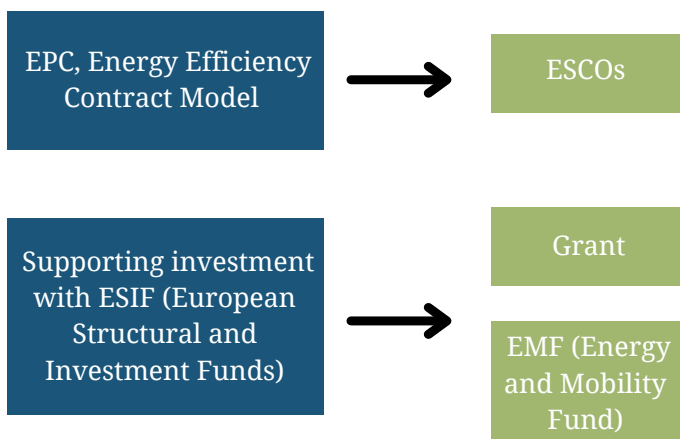 EPC, Energy Efficiency
Contract Model
ESCOs
Supporting investment
with ESIF (European
Structural and
Investment Funds)
Grant
EMF (Energy
and Mobility
Fund)